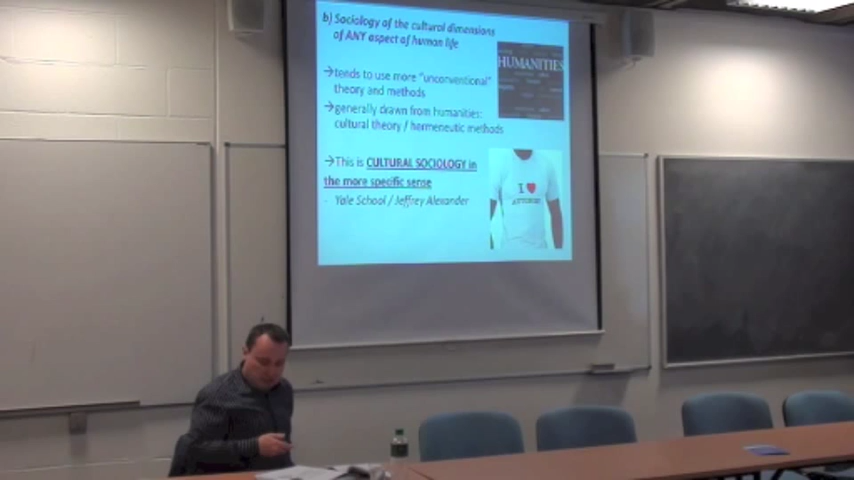 b) Sociology of the cultural dimensions
of ANY aspect of human life
→tends to use more "unconventional"
theory and methods
→generally drawn from humanities:
cultural theory / hermeneutic methods
→This is CULTURAL SOCIOLOGY in
the more specific sense
- Yale School / Jeffrey Alexander
HUMANITIES
I ❤